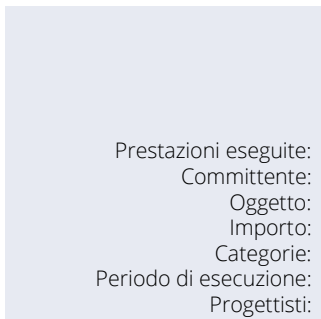 Prestazioni eseguite:
Committente:
Oggetto:
Importo:
Categorie:
Periodo di esecuzione:
Progettisti: